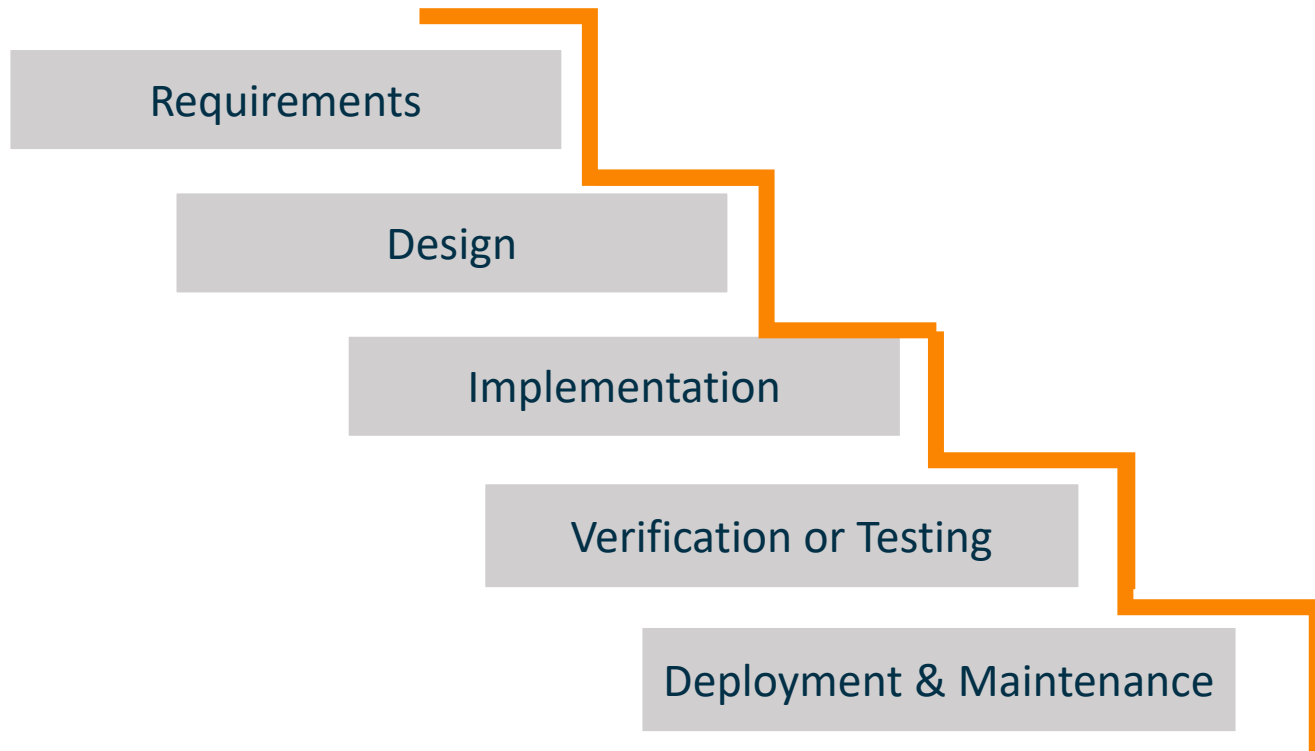 Requirements
Design
Implementation
Verification or Testing
Deployment & Maintenance